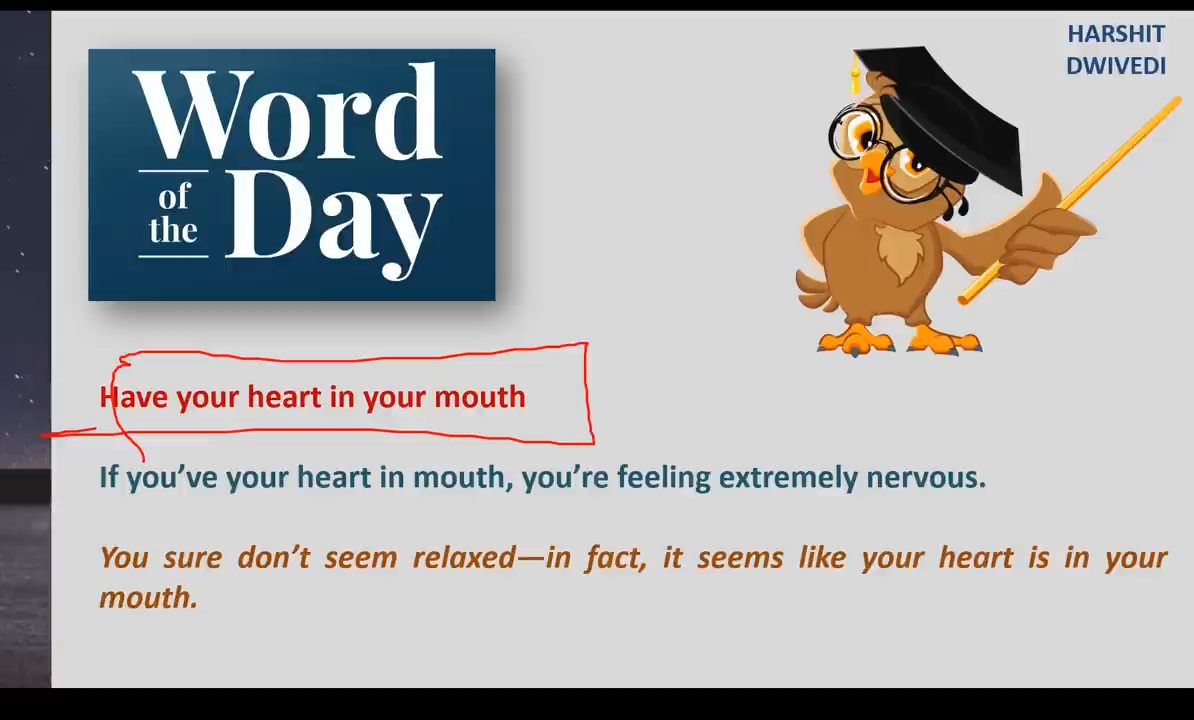 HARSHIT
DWIVEDI
Word
of
the
Day
Have your heart in your mouth
If you’ve your heart in mouth, you’re feeling extremely nervous.
You sure don’t seem relaxed—in fact, it seems like your heart is in your
mouth.